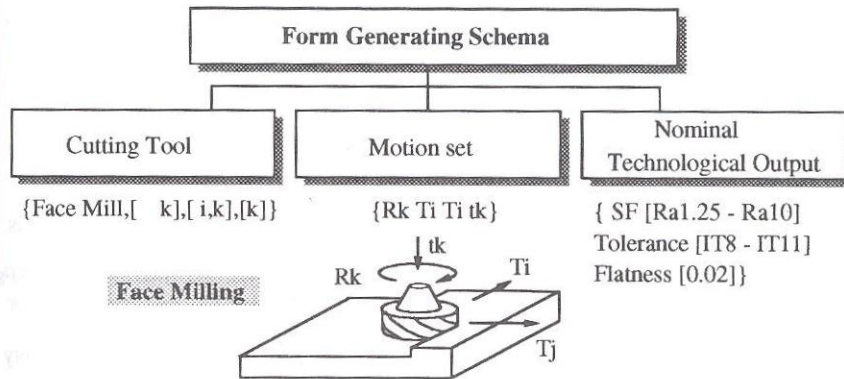 Form Generating Schema
Cutting Tool
Motion set
Nominal
Technological Output
{Face Mill,[ k],[ i,k],[k]}
{Rk Ti Ti tk}
{ SF [Ra1.25 - Ra10]
Tolerance [IT8 - IT11]
Flatness [0.02]}
tk
Rk
Ti
Face Milling
Tj